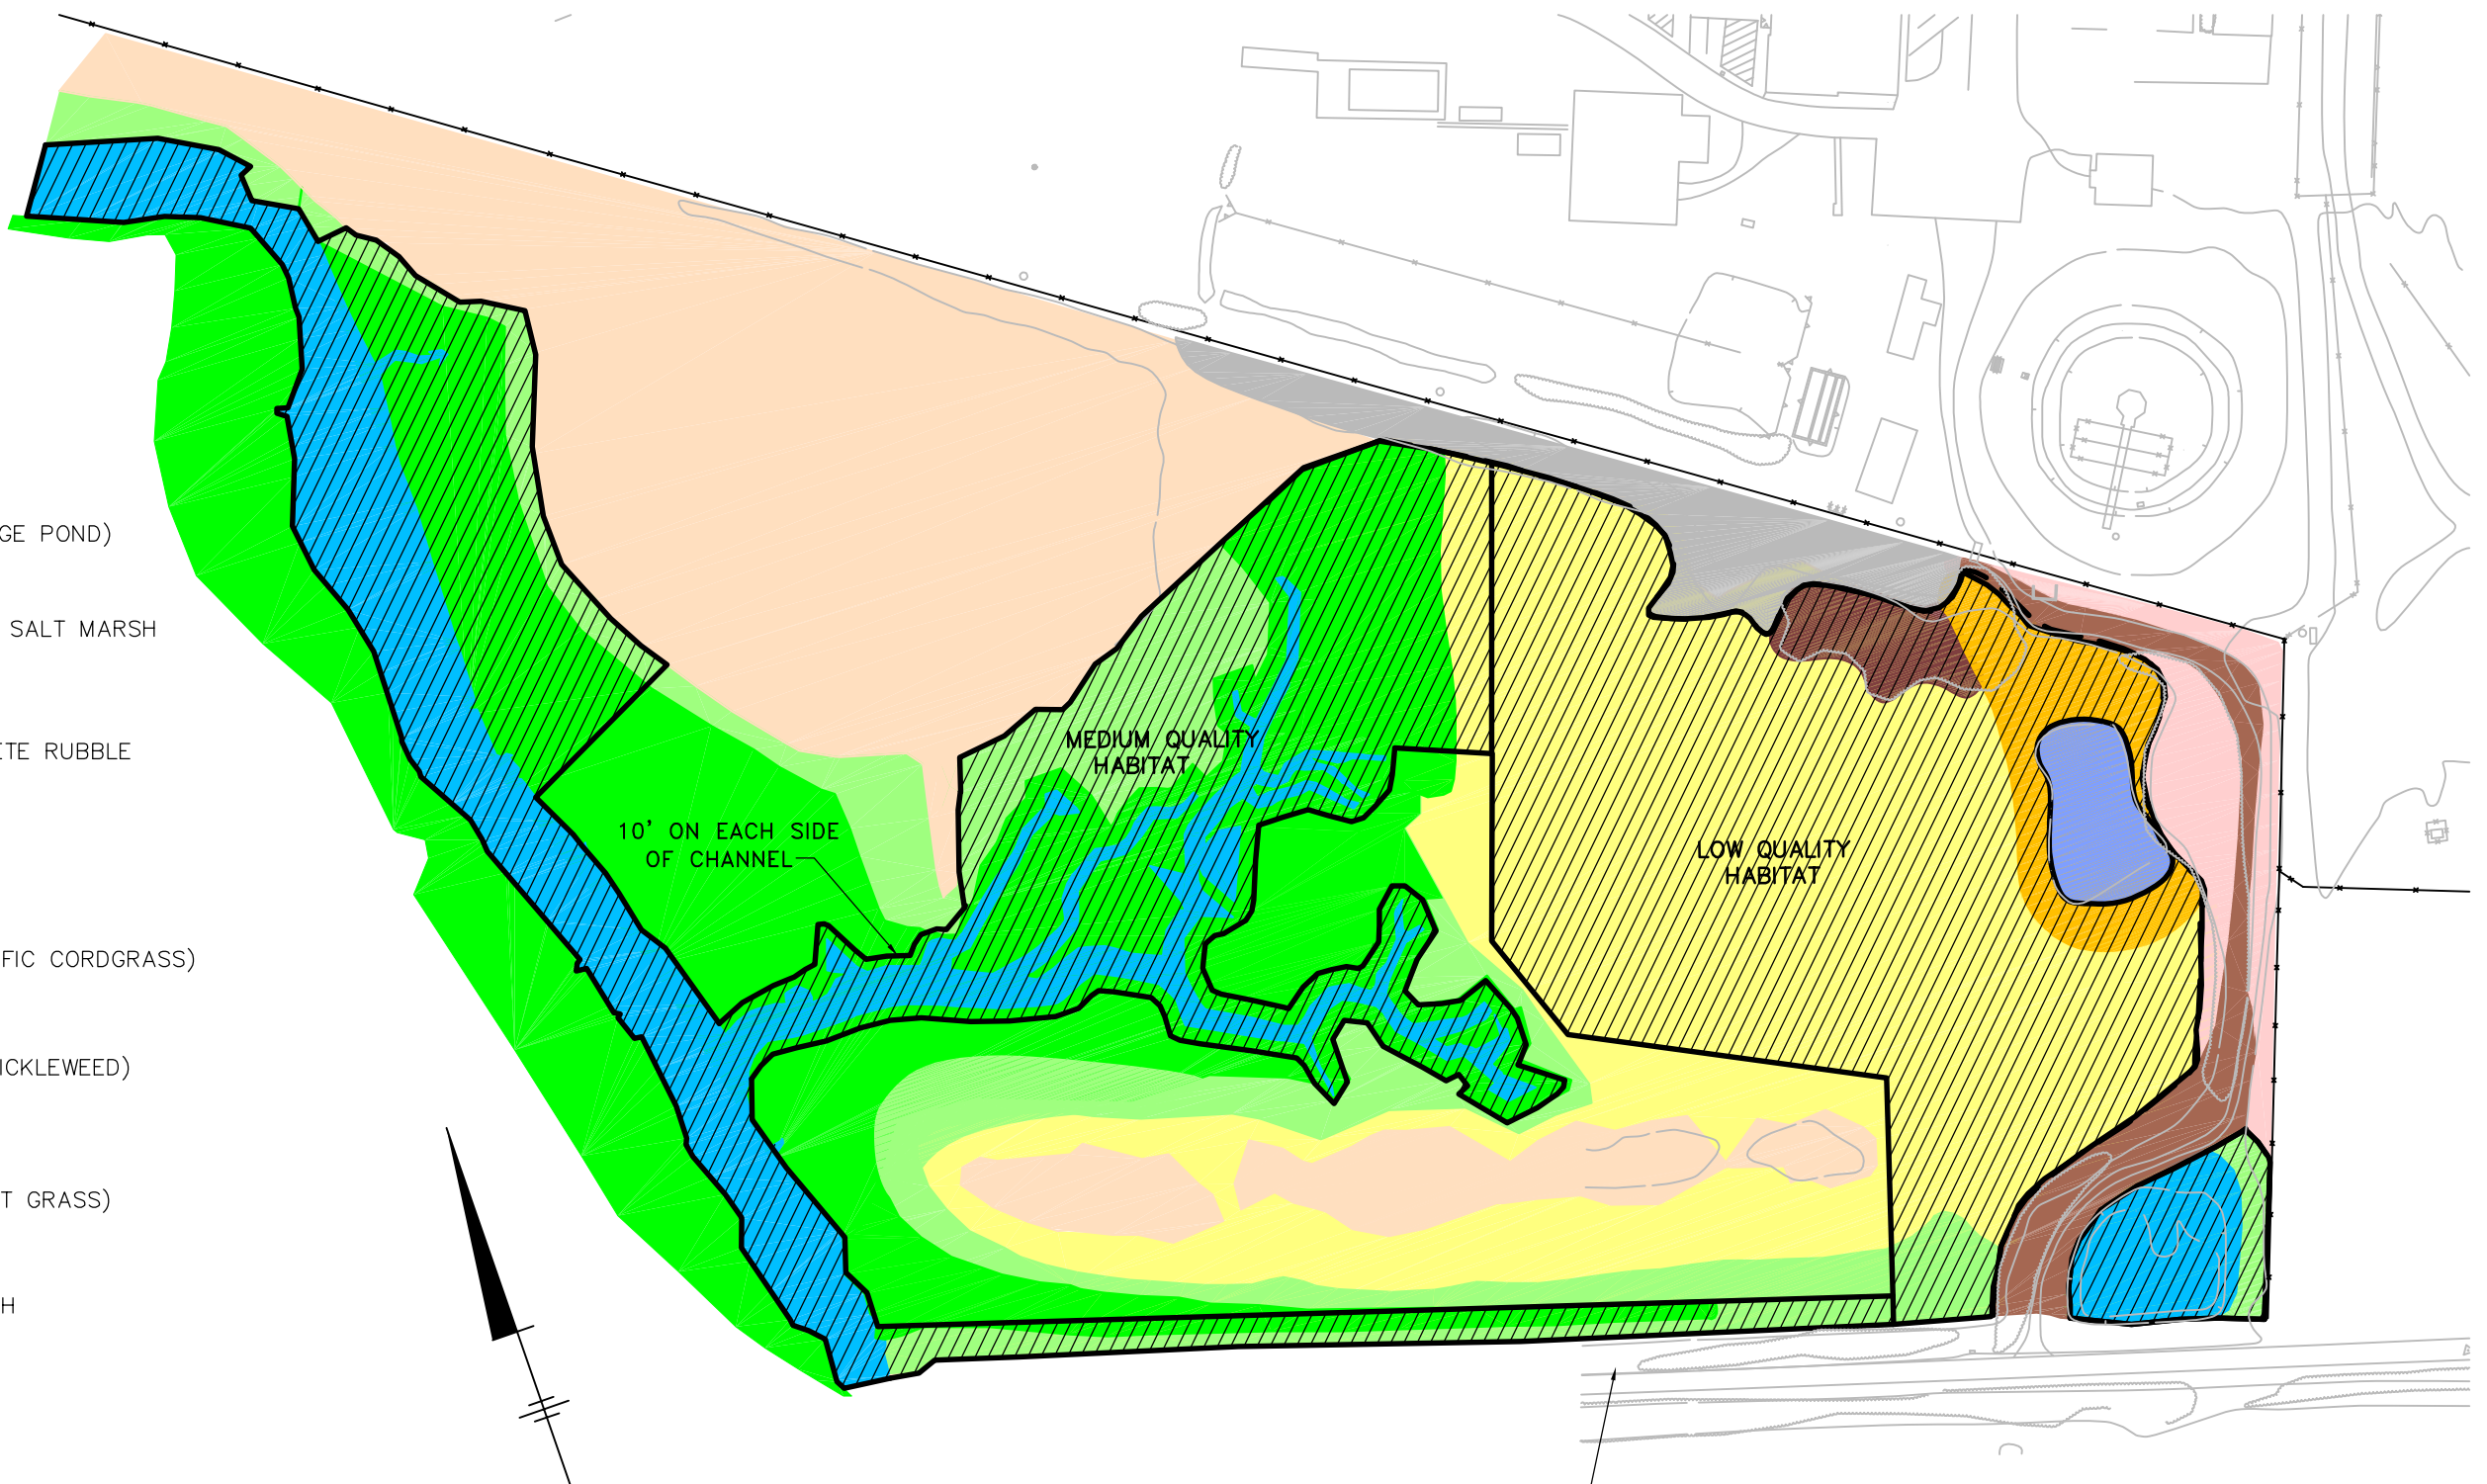 GE POND)
SALT MARSH
ETE RUBBLE
MEDIUM QUALITY
HABITAT
10' ON EACH SIDE
OF CHANNEL
LOW QUALITY
HABITAT
FIC CORDGRASS)
ICKLEWEED)
T GRASS)
H